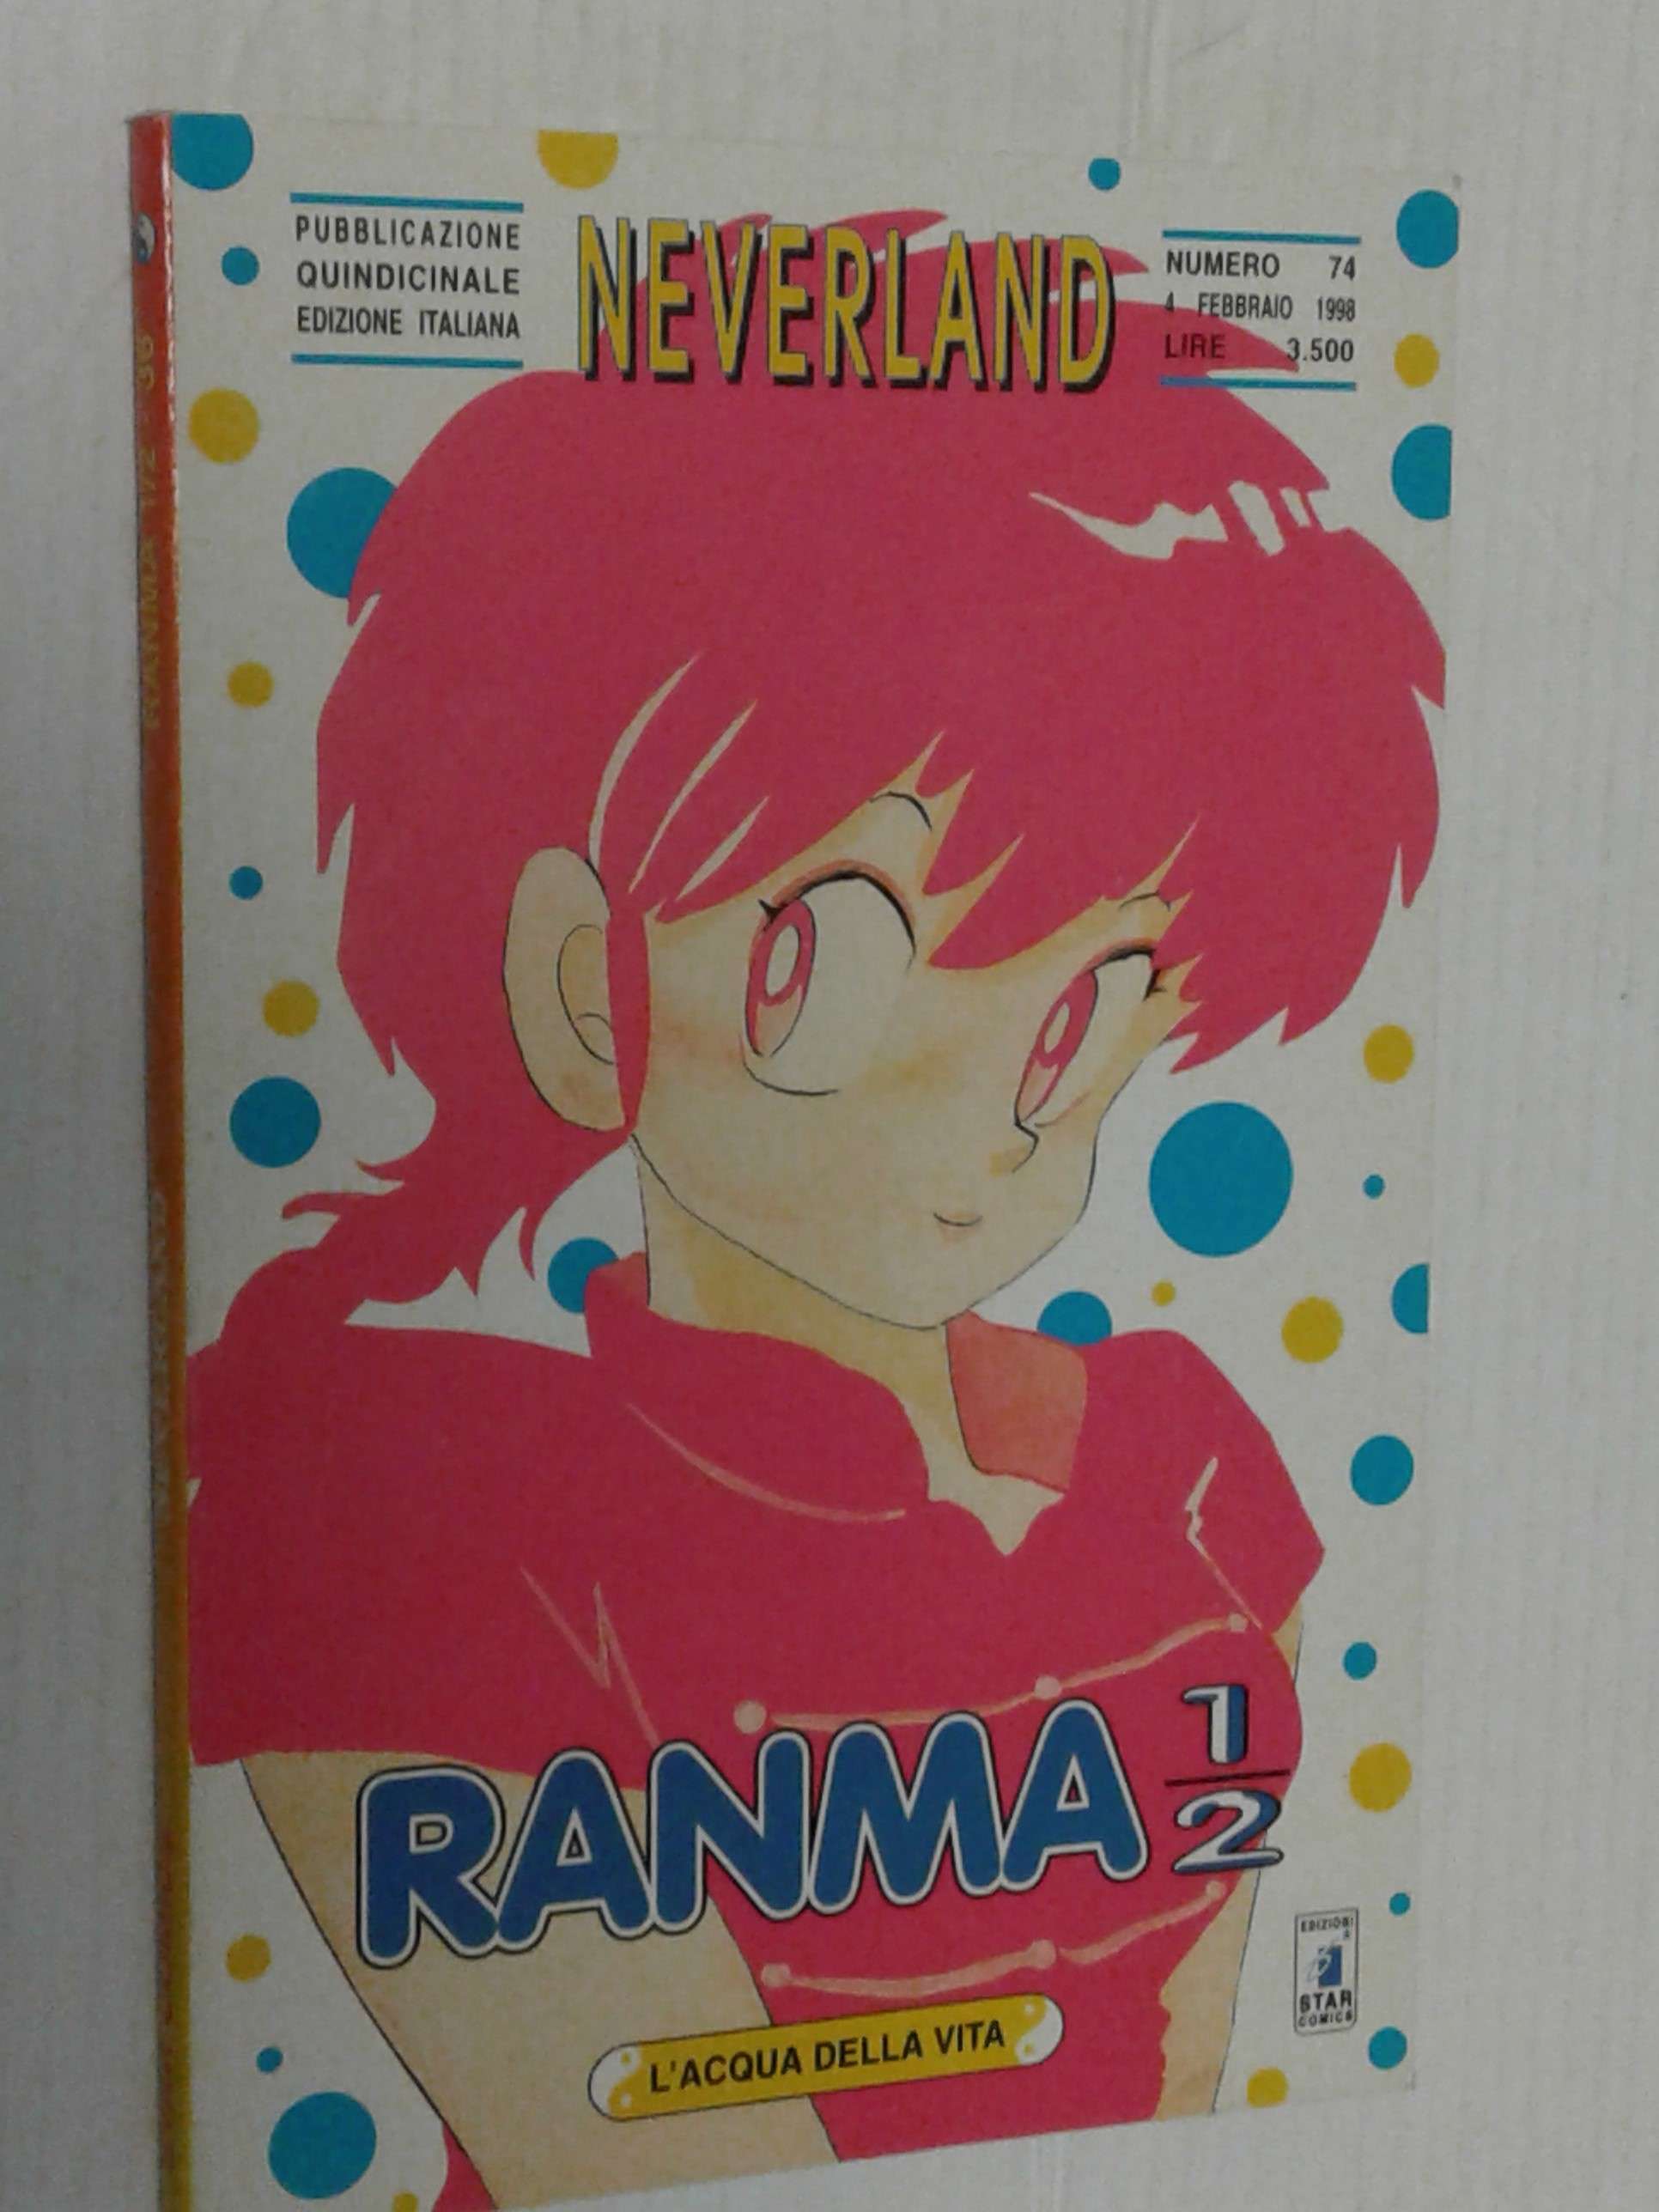 PUBBLICAZIONE
QUINDICINALE
EDIZIONE ITALIANA
NEVERLAND
NUMERO 74
4 FEBBRAIO 1998
LIRE 3.500
RANMA 1/2
L'ACQUA DELLA VITA
EDIZIONI
STAR
COMICS
RANMA 1/2 - 36
NEVERLAND